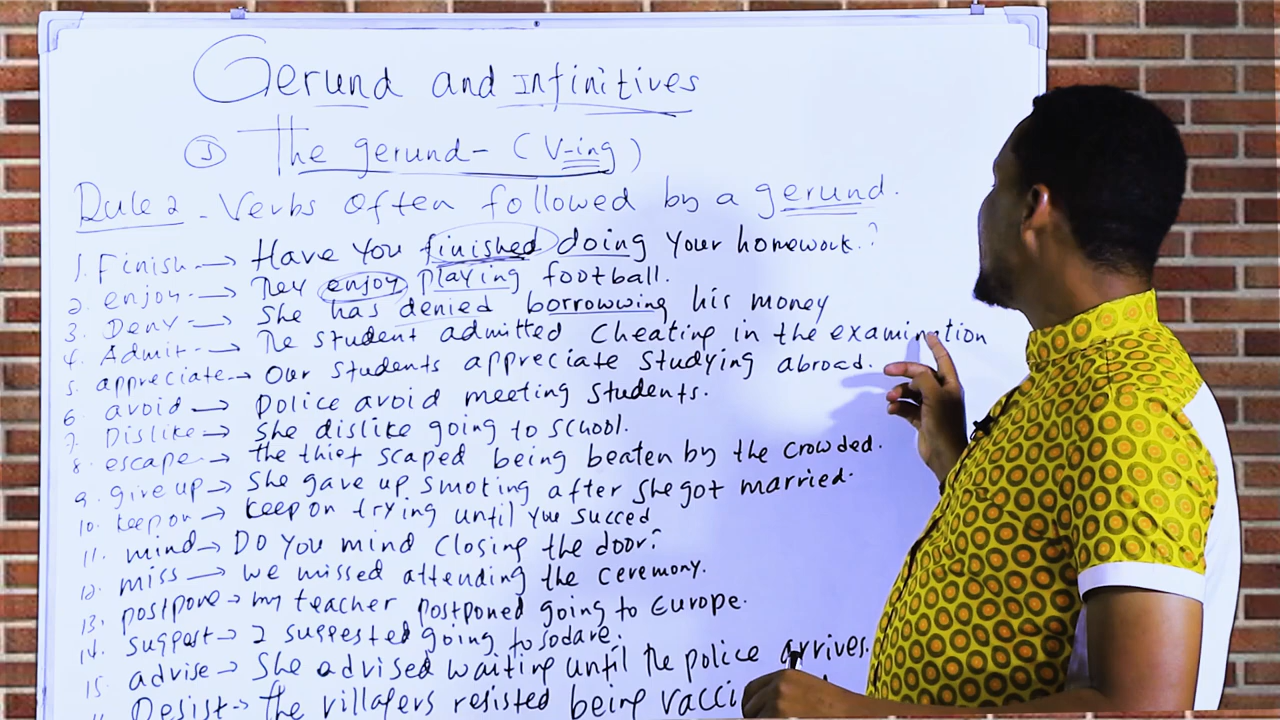 Gerund and Infinitives
① The gerund - (V-ing)
Rule 2 - Verbs Often followed by a gerund.
1. Finish → Have you finished doing your homework.?
2. enjoy → They enjoy playing football.
3. Deny → She has denied borrowwing his money
4. Admit → The student admitted cheating in the examination
5. appreciate → Our students appreciate studying abroad.
6. avoid → police avoid meeting students.
7. Dislike → she dislike going to school.
8. escape → the thief scaped being beaten by the crowded.
9. give up → she gave up smoking after she got married.
10. keep on → keep on trying until you succed
11. mind → Do you mind closing the door?
12. miss → we missed attending the ceremony.
13. postpone → my teacher postponed going to Europe.
14. suggest → I suggested going to sodare.
15. advise → She advised waiting until the police arrives.
Resist → the villagers resisted being